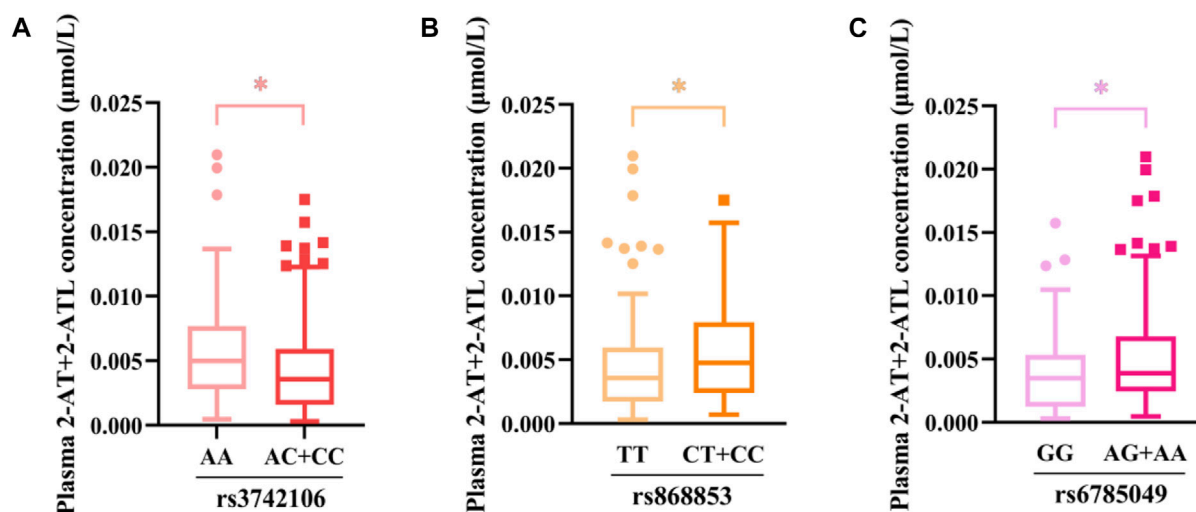 A
Plasma 2-AT+2-ATL concentration (μmol/L)
0.025
0.020
0.015
0.010
0.005
0.000
*
AA AC+CC
rs3742106
B
Plasma 2-AT+2-ATL concentration (μmol/L)
0.025
0.020
0.015
0.010
0.005
0.000
*
TT CT+CC
rs868853
C
Plasma 2-AT+2-ATL concentration (μmol/L)
0.025
0.020
0.015
0.010
0.005
0.000
*
GG AG+AA
rs6785049